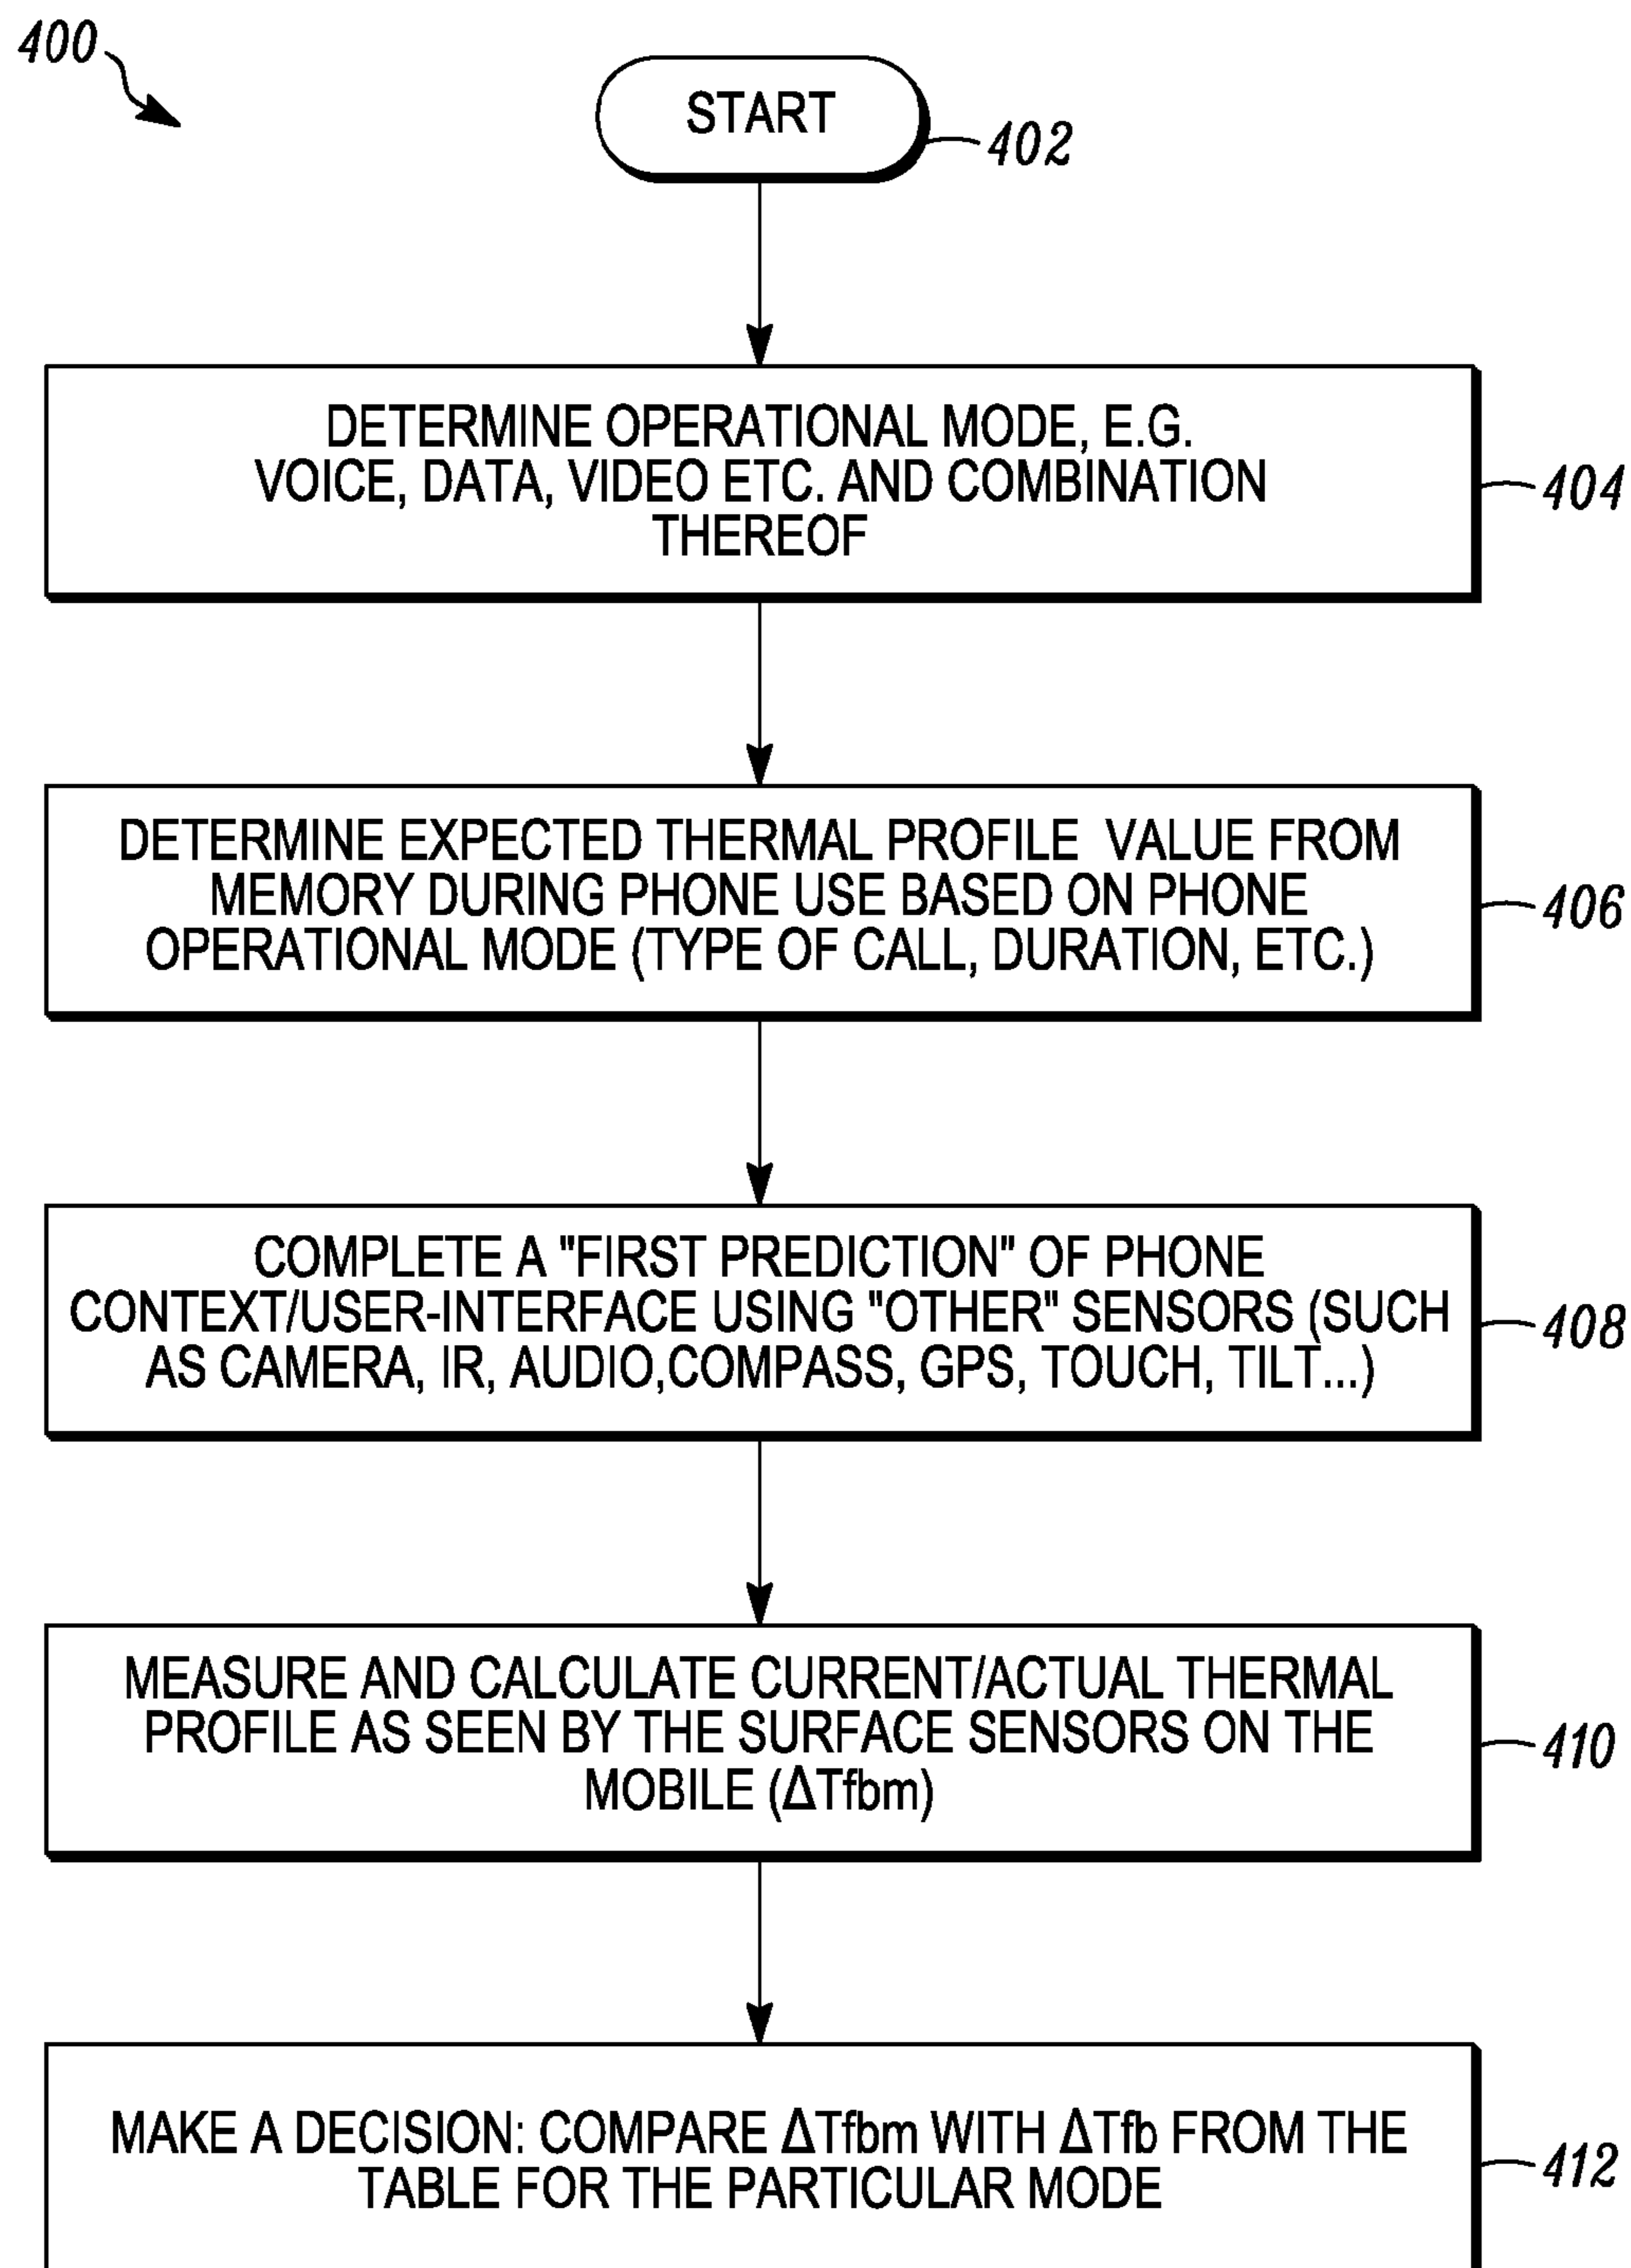 400
START
402
DETERMINE OPERATIONAL MODE, E.G.
VOICE, DATA, VIDEO ETC. AND COMBINATION
THEREOF
404
DETERMINE EXPECTED THERMAL PROFILE VALUE FROM
MEMORY DURING PHONE USE BASED ON PHONE
OPERATIONAL MODE (TYPE OF CALL, DURATION, ETC.)
406
COMPLETE A "FIRST PREDICTION" OF PHONE
CONTEXT/USER-INTERFACE USING "OTHER" SENSORS (SUCH
AS CAMERA, IR, AUDIO,COMPASS, GPS, TOUCH, TILT...)
408
MEASURE AND CALCULATE CURRENT/ACTUAL THERMAL
PROFILE AS SEEN BY THE SURFACE SENSORS ON THE
MOBILE (ΔTfbm)
410
MAKE A DECISION: COMPARE ΔTfbm WITH ΔTfb FROM THE
TABLE FOR THE PARTICULAR MODE
412